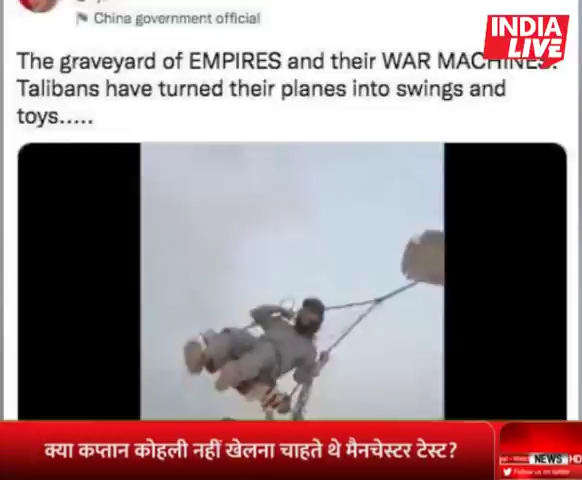 China government official
INDIA
LIVE
The graveyard of EMPIRES and their WAR MACHINES.
Talibans have turned their planes into swings and
toys.....
क्या कप्तान कोहली नहीं खेलना चाहते थे मैनचेस्टर टेस्ट?
NEWS HD